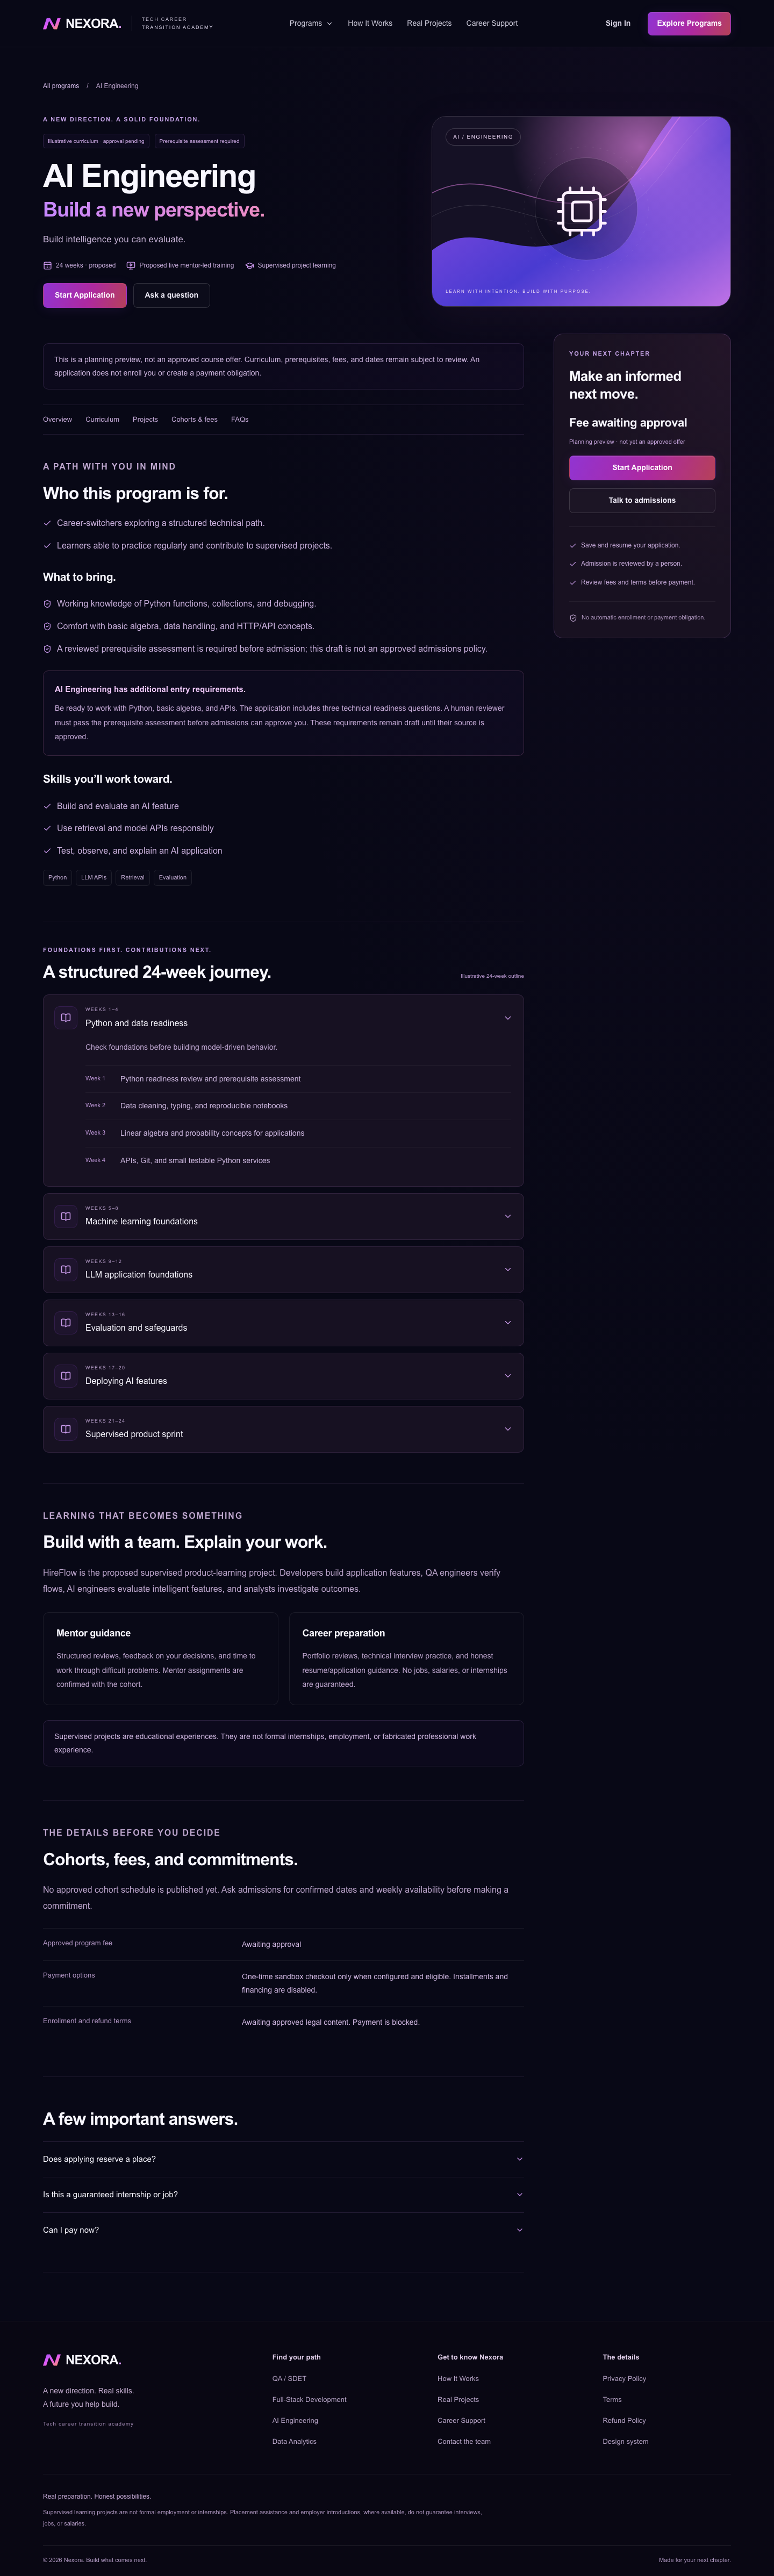 NEXORA.
TECH CAREER
TRANSITION ACADEMY
Programs
How It Works
Real Projects
Career Support
Sign In
Explore Programs
All programs / AI Engineering
A NEW DIRECTION. A SOLID FOUNDATION.
Illustrative curriculum · approval pending
Prerequisite assessment required
AI Engineering
Build a new perspective.
Build intelligence you can evaluate.
24 weeks · proposed
Proposed live mentor-led training
Supervised project learning
Start Application
Ask a question
AI / ENGINEERING
LEARN WITH INTENTION. BUILD WITH PURPOSE.
This is a planning preview, not an approved course offer. Curriculum, prerequisites, fees, and dates remain subject to review. An
application does not enroll you or create a payment obligation.
Overview
Curriculum
Projects
Cohorts & fees
FAQs
YOUR NEXT CHAPTER
Make an informed
next move.
Fee awaiting approval
Planning preview · not yet an approved offer
Start Application
Talk to admissions
Save and resume your application.
Admission is reviewed by a person.
Review fees and terms before payment.
No automatic enrollment or payment obligation.
A PATH WITH YOU IN MIND
Who this program is for.
Career-switchers exploring a structured technical path.
Learners able to practice regularly and contribute to supervised projects.
What to bring.
Working knowledge of Python functions, collections, and debugging.
Comfort with basic algebra, data handling, and HTTP/API concepts.
A reviewed prerequisite assessment is required before admission; this draft is not an approved admissions policy.
AI Engineering has additional entry requirements.
Be ready to work with Python, basic algebra, and APIs. The application includes three technical readiness questions. A human reviewer
must pass the prerequisite assessment before admissions can approve you. These requirements remain draft until their source is
approved.
Skills you’ll work toward.
Build and evaluate an AI feature
Use retrieval and model APIs responsibly
Test, observe, and explain an AI application
Python
LLM APIs
Retrieval
Evaluation
FOUNDATIONS FIRST. CONTRIBUTIONS NEXT.
A structured 24-week journey.
Illustrative 24-week outline
WEEKS 1–4
Python and data readiness
Check foundations before building model-driven behavior.
Week 1 Python readiness review and prerequisite assessment
Week 2 Data cleaning, typing, and reproducible notebooks
Week 3 Linear algebra and probability concepts for applications
Week 4 APIs, Git, and small testable Python services
WEEKS 5–8
Machine learning foundations
WEEKS 9–12
LLM application foundations
WEEKS 13–16
Evaluation and safeguards
WEEKS 17–20
Deploying AI features
WEEKS 21–24
Supervised product sprint
LEARNING THAT BECOMES SOMETHING
Build with a team. Explain your work.
HireFlow is the proposed supervised product-learning project. Developers build application features, QA engineers verify
flows, AI engineers evaluate intelligent features, and analysts investigate outcomes.
Mentor guidance
Structured reviews, feedback on your decisions, and time to
work through difficult problems. Mentor assignments are
confirmed with the cohort.
Career preparation
Portfolio reviews, technical interview practice, and honest
resume/application guidance. No jobs, salaries, or internships
are guaranteed.
Supervised projects are educational experiences. They are not formal internships, employment, or fabricated professional work
experience.
THE DETAILS BEFORE YOU DECIDE
Cohorts, fees, and commitments.
No approved cohort schedule is published yet. Ask admissions for confirmed dates and weekly availability before making a
commitment.
Approved program fee
Awaiting approval
Payment options
One-time sandbox checkout only when configured and eligible. Installments and
financing are disabled.
Enrollment and refund terms
Awaiting approved legal content. Payment is blocked.
A few important answers.
Does applying reserve a place?
Is this a guaranteed internship or job?
Can I pay now?
NEXORA.
A new direction. Real skills.
A future you help build.
Tech career transition academy
Find your path
QA / SDET
Full-Stack Development
AI Engineering
Data Analytics
Get to know Nexora
How It Works
Real Projects
Career Support
Contact the team
The details
Privacy Policy
Terms
Refund Policy
Design system
Real preparation. Honest possibilities.
Supervised learning projects are not formal employment or internships. Placement assistance and employer introductions, where available, do not guarantee interviews,
jobs, or salaries.
© 2026 Nexora. Build what comes next.
Made for your next chapter.